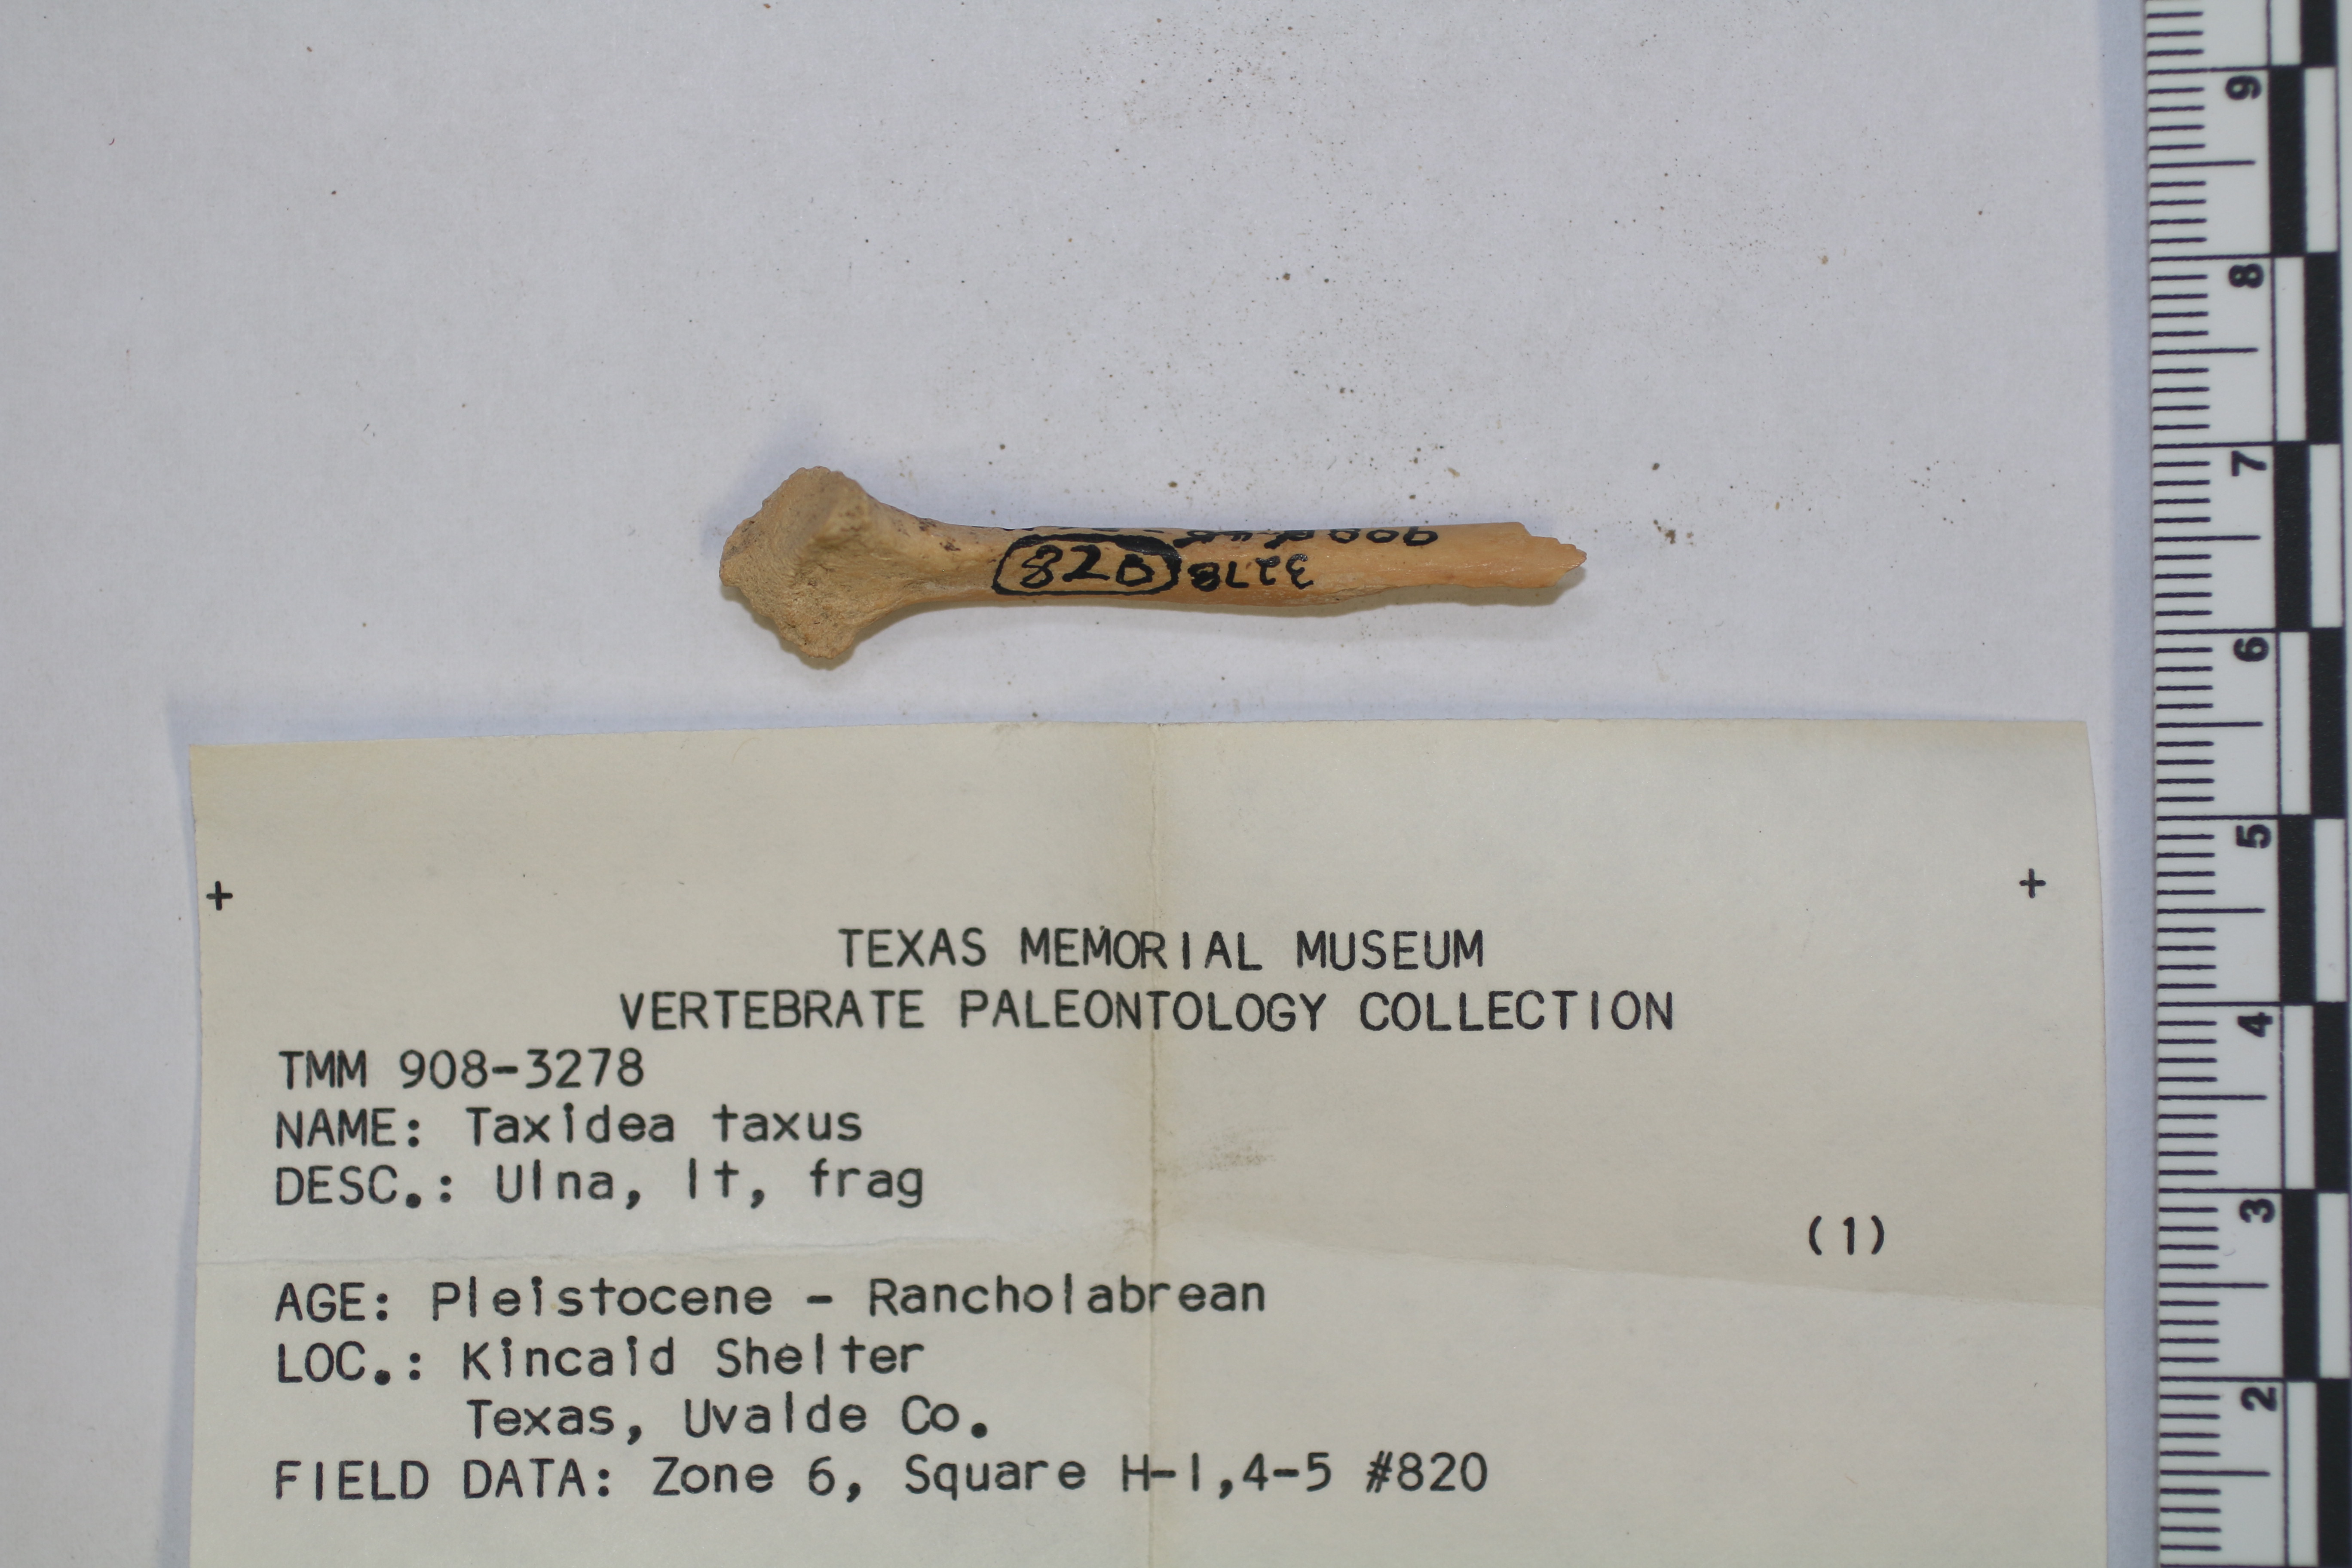 820
3278
TEXAS MEMORIAL MUSEUM
VERTEBRATE PALEONTOLOGY COLLECTION
TMM 908-3278
NAME: Taxidea taxus
DESC.: Ulna, lt, frag
(1)
AGE: Pleistocene - Rancholabrean
LOC.: Kincaid Shelter
Texas, Uvalde Co.
FIELD DATA: Zone 6, Square H-1,4-5 #820
9
8
7
6
5
4
3
2